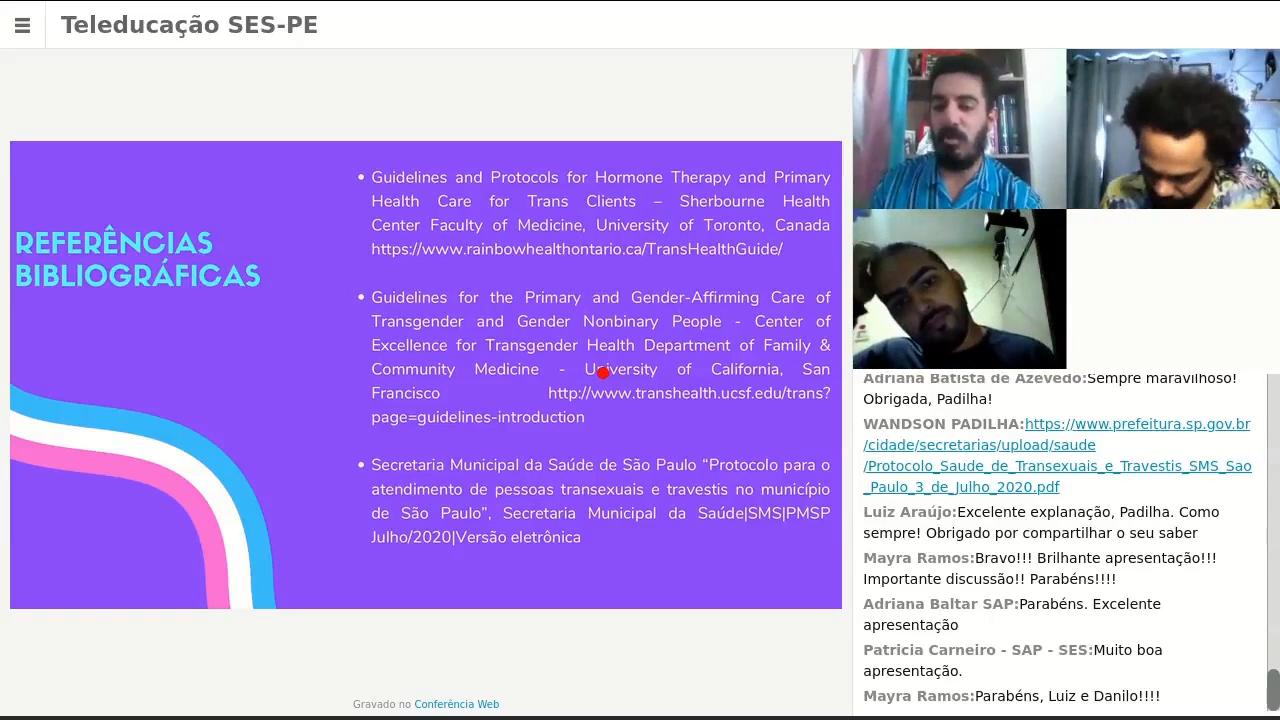 Teleducação SES-PE
REFERÊNCIAS
BIBLIOGRÁFICAS
Guidelines and Protocols for Hormone Therapy and Primary
Health Care for Trans Clients – Sherbourne Health
Center Faculty of Medicine, University of Toronto, Canada
https://www.rainbowhealthontario.ca/TransHealthGuide/
Guidelines for the Primary and Gender-Affirming Care of
Transgender and Gender Nonbinary People - Center of
Excellence for Transgender Health Department of Family &
Community Medicine - University of California, San
Francisco http://www.transhealth.ucsf.edu/trans?
page=guidelines-introduction
Secretaria Municipal da Saúde de São Paulo “Protocolo para o
atendimento de pessoas transexuais e travestis no município
de São Paulo”, Secretaria Municipal da Saúde|SMS|PMSP
Julho/2020|Versão eletrônica
Adriana Batista de Azevedo:Sempre maravilhoso!
Obrigada, Padilha!
WANDSON PADILHA:https://www.prefeitura.sp.gov.br
/cidade/secretarias/upload/saude
/Protocolo_Saude_de_Transexuais_e_Travestis_SMS_Sao
_Paulo_3_de_Julho_2020.pdf
Luiz Araújo:Excelente explanação, Padilha. Como
sempre! Obrigado por compartilhar o seu saber
Mayra Ramos:Bravo!!! Brilhante apresentação!!!
Importante discussão!! Parabéns!!!!
Adriana Baltar SAP:Parabéns. Excelente
apresentação
Patricia Carneiro - SAP - SES:Muito boa
apresentação.
Mayra Ramos:Parabéns, Luiz e Danilo!!!!
Gravado no Conferência Web